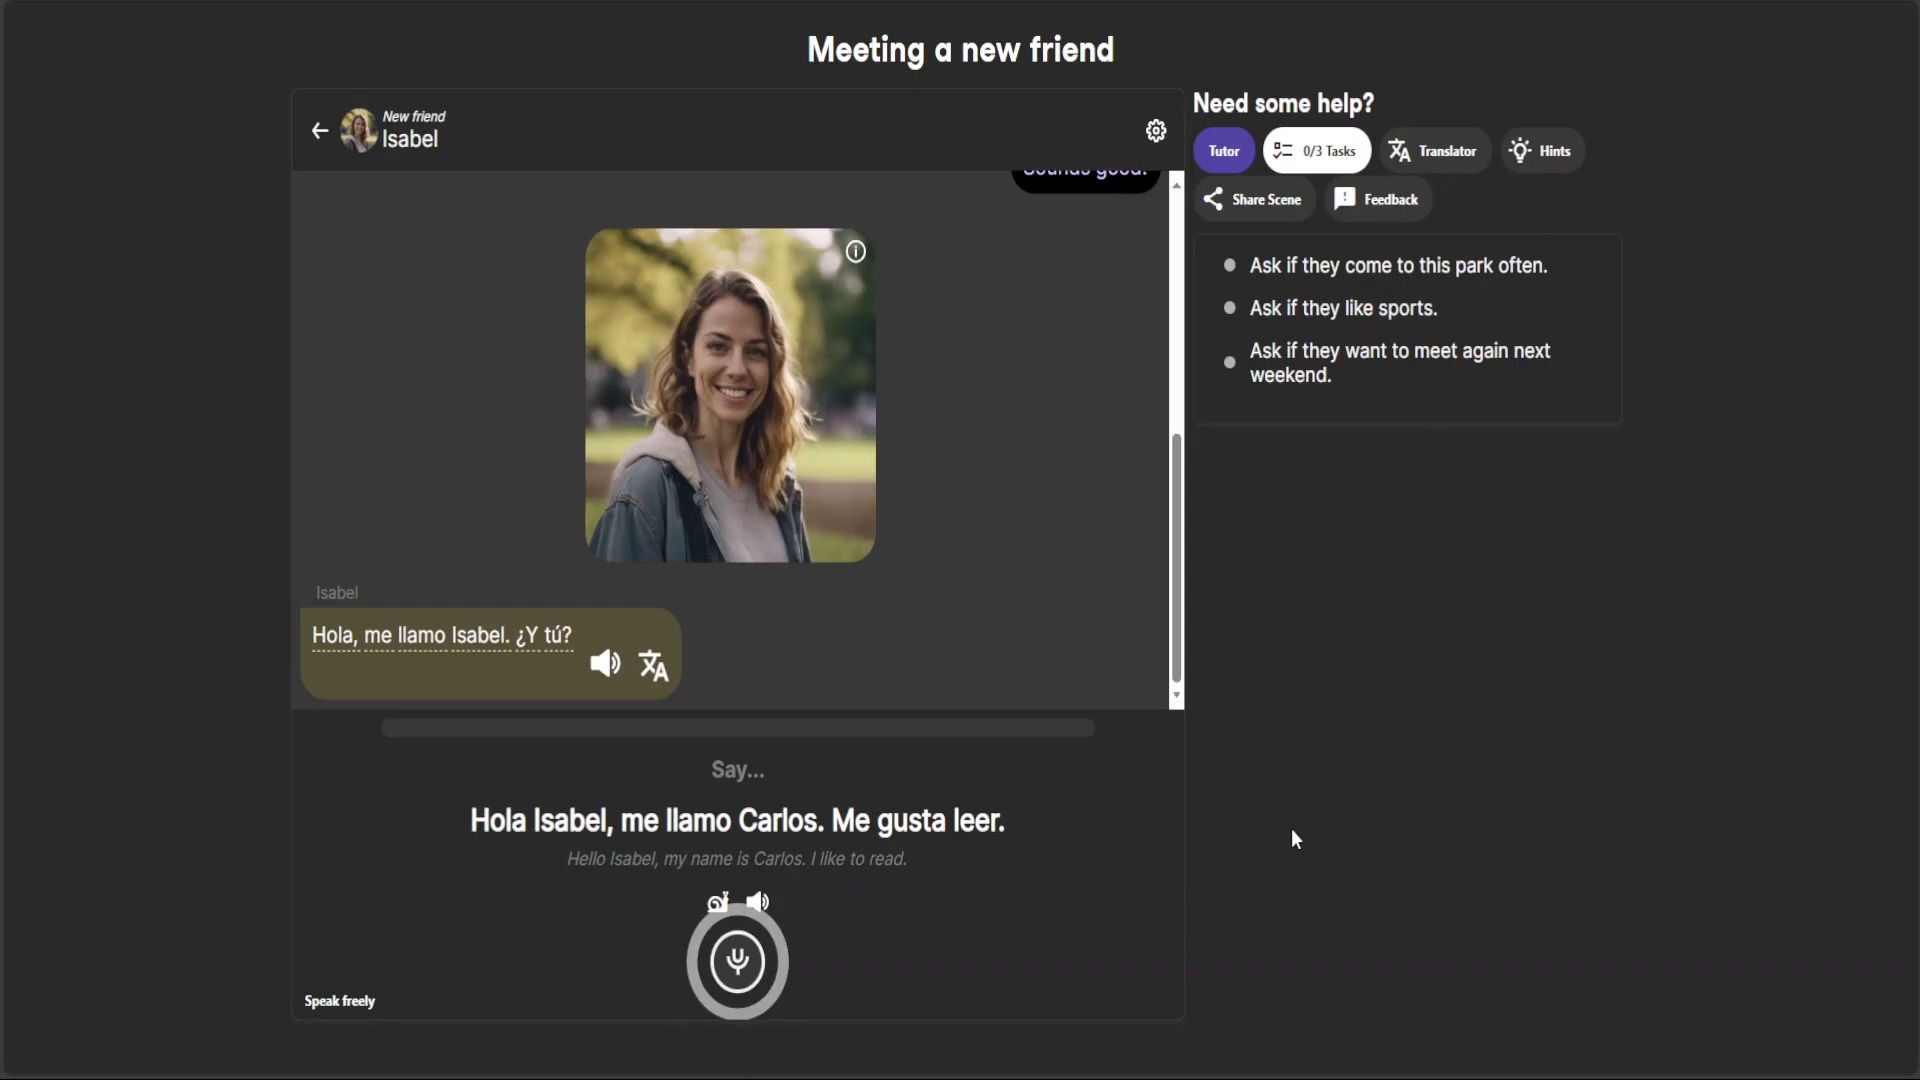 Meeting a new friend
New friend
Isabel
Sounds good!
Isabel
Hola, me llamo Isabel. ¿Y tú?
Say...
Hola Isabel, me llamo Carlos. Me gusta leer.
Hello Isabel, my name is Carlos. I like to read.
Speak freely
Need some help?
Tutor
0/3 Tasks
Translator
Hints
Share Scene
Feedback
Ask if they come to this park often.
Ask if they like sports.
Ask if they want to meet again next
weekend.